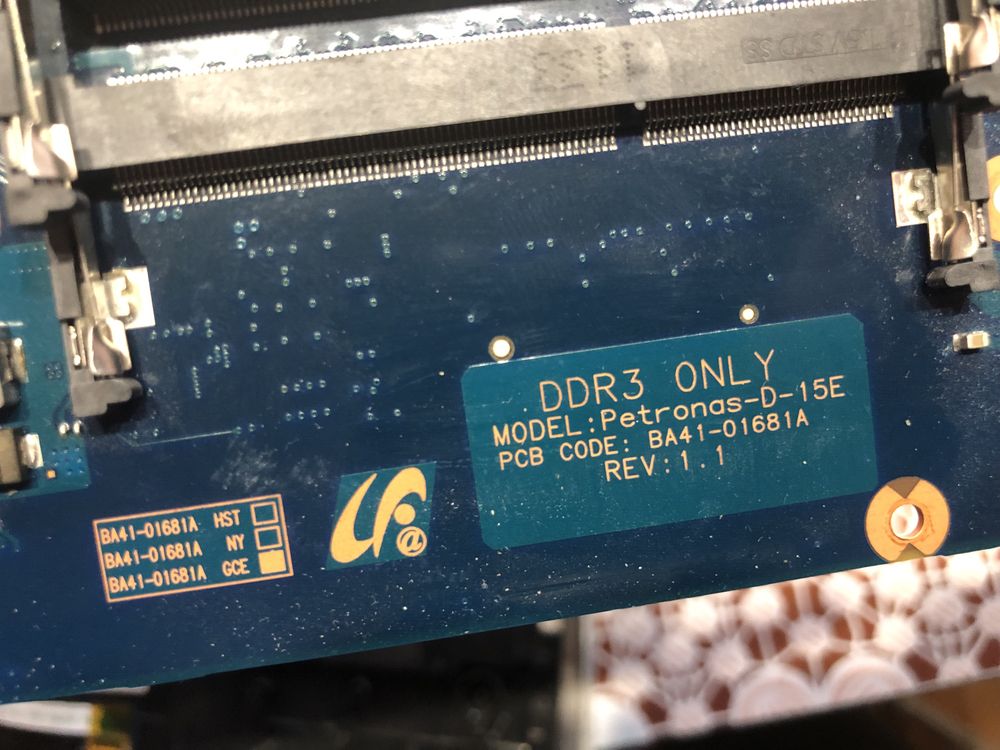 DDR3 ONLY
MODEL:Petronas-D-15E
PCB CODE: BA41-01681A
REV:1.1
BA41-01681A HST
BA41-01681A NY
BA41-01681A GCE
@